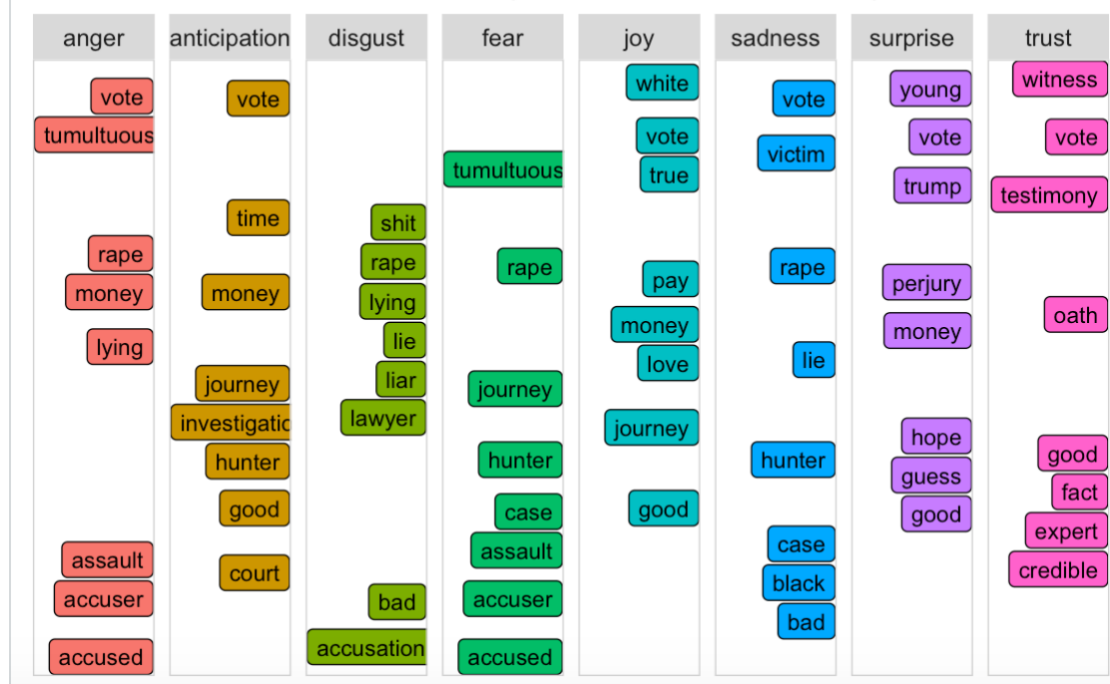 anger
vote
tumultuous
rape
money
lying
assault
accuser
accused
anticipation
vote
time
money
journey
investigatic
hunter
good
court
disgust
shit
rape
lying
lie
liar
lawyer
bad
accusation
fear
tumultuous
rape
journey
hunter
case
assault
accuser
accused
joy
white
vote
true
pay
money
love
journey
good
sadness
vote
victim
rape
lie
hunter
case
black
bad
surprise
young
vote
trump
perjury
money
hope
guess
good
trust
witness
vote
testimony
oath
good
fact
expert
credible